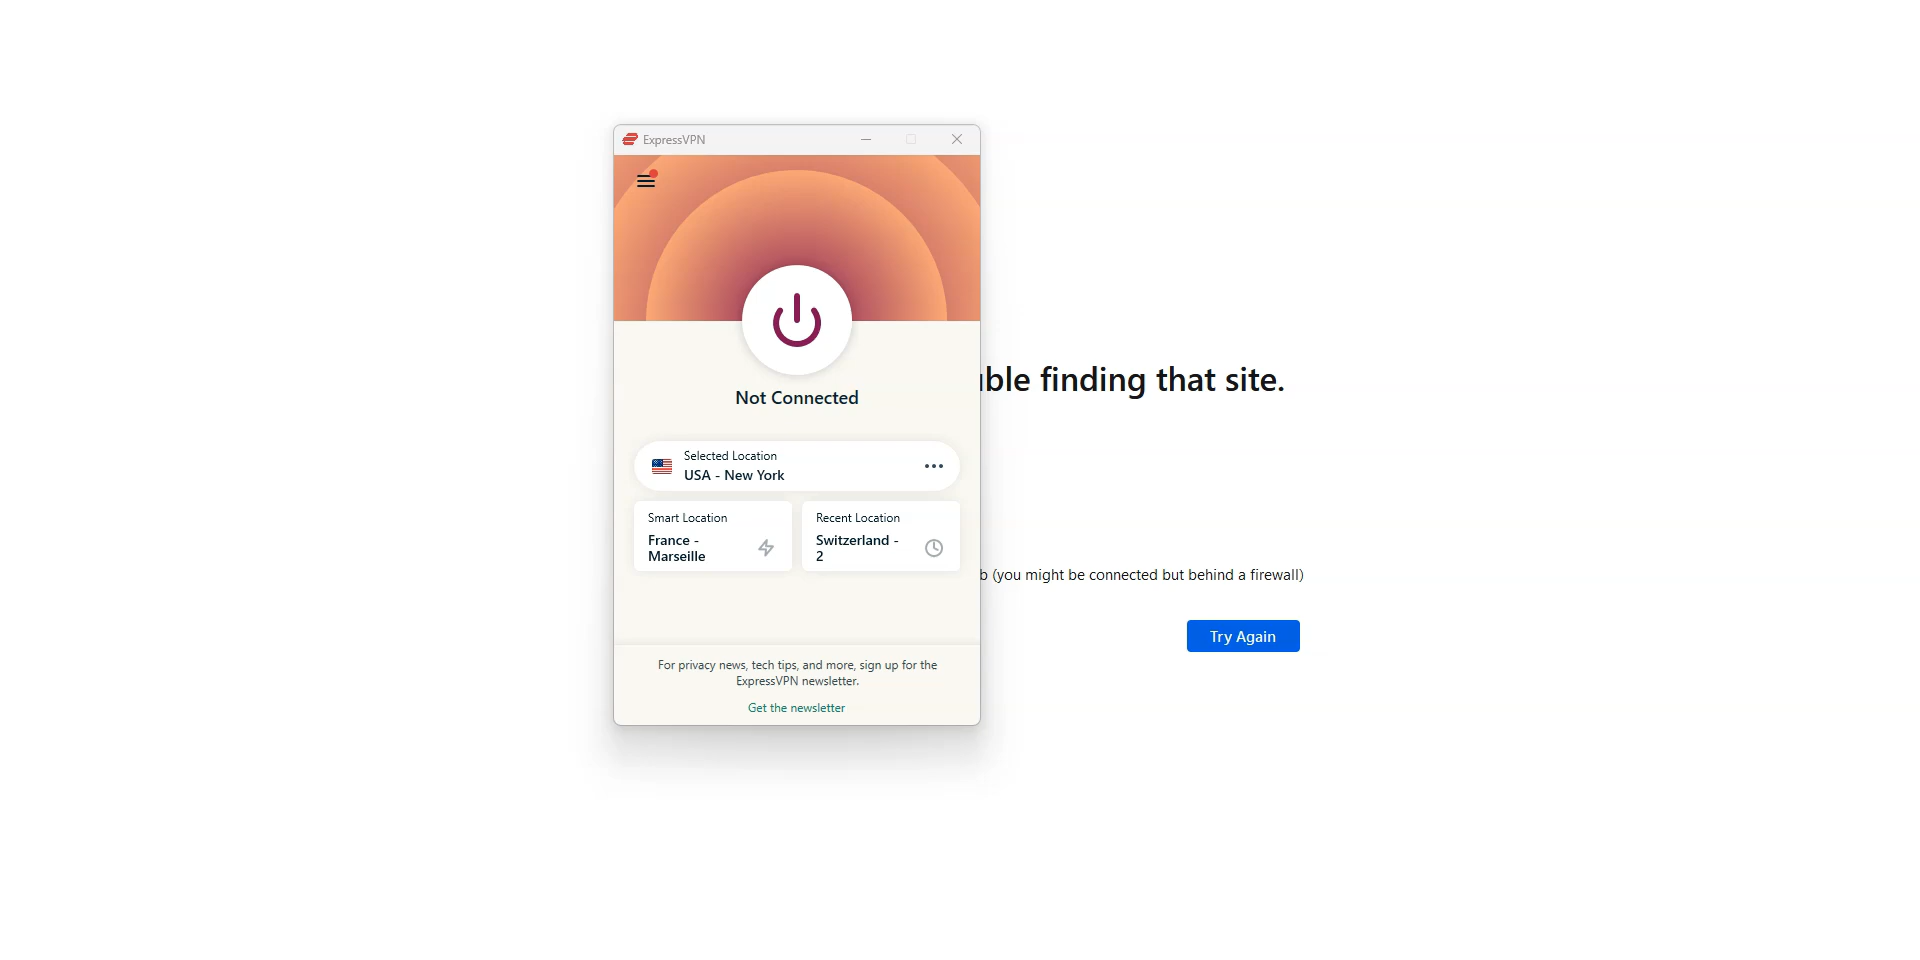 ExpressVPN
Not Connected
Selected Location
USA - New York
Smart Location
France -
Marseille
Recent Location
Switzerland -
2
For privacy news, tech tips, and more, sign up for the
ExpressVPN newsletter.
Get the newsletter
finding that site.
(you might be connected but behind a firewall)
Try Again